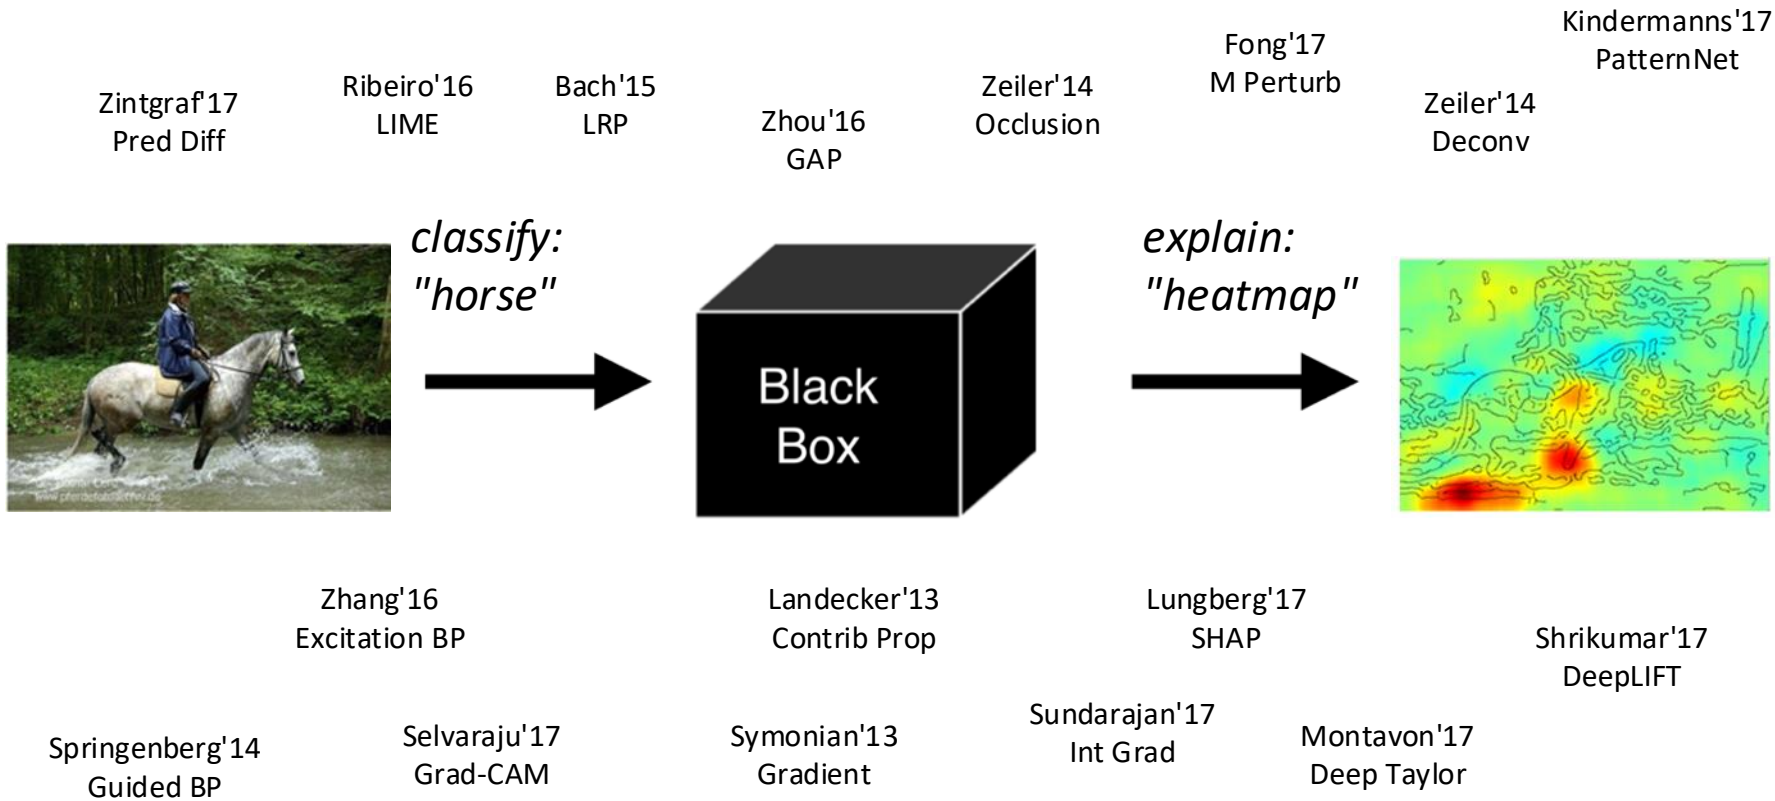 Kindermanns'17
PatternNet
Fong'17
M Perturb
Zintgraf'17
Pred Diff
Ribeiro'16
LIME
Bach'15
LRP
Zhou'16
GAP
Zeiler'14
Occlusion
Zeiler'14
Deconv
classify:
"horse"
explain:
"heatmap"
Black
Box
Zhang'16
Excitation BP
Landecker'13
Contrib Prop
Lungberg'17
SHAP
Shrikumar'17
DeepLIFT
Springenberg'14
Guided BP
Selvaraju'17
Grad-CAM
Symonian'13
Gradient
Sundarajan'17
Int Grad
Montavon'17
Deep Taylor